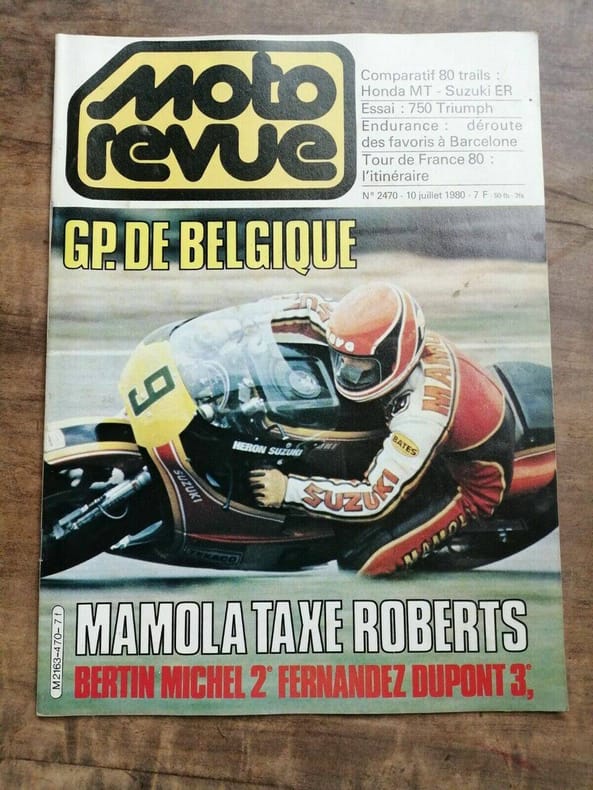 moto
revue
Comparatif 80 trails :
Honda MT - Suzuki ER
Essai : 750 Triumph
Endurance : déroute
des favoris à Barcelone
Tour de France 80 :
l'itinéraire
N° 2470 - 10 juillet 1980 - 7 F
GP. DE BELGIQUE
9
HERON SUZUKI
SUZUKI
TEXACO
MAMOLA
BATES
SUZUKI
MAMOLA
MAMOLA TAXE ROBERTS
BERTIN MICHEL 2e FERNANDEZ DUPONT 3e,
M 2163-470-7 f